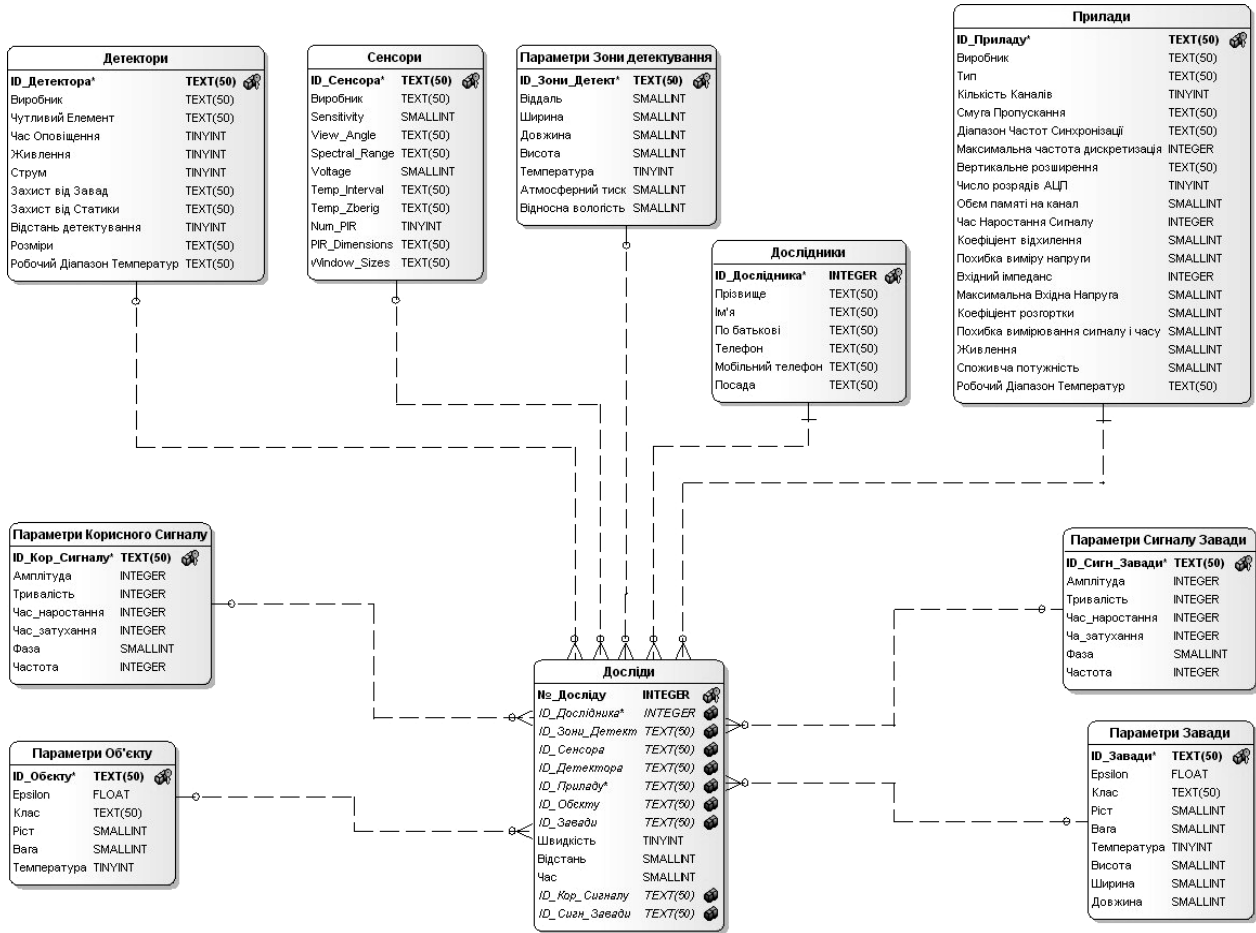 Детектори
ID_Детектора* TEXT(50)
Виробник TEXT(50)
Чутливий Елемент TEXT(50)
Час Оповіщення TINYINT
Живлення TINYINT
Струм TINYINT
Захист від Завад TEXT(50)
Захист від Статики TEXT(50)
Відстань детектування TINYINT
Розміри TEXT(50)
Робочий Діапазон Температур TEXT(50)
Сенсори
ID_Сенсора* TEXT(50)
Виробник TEXT(50)
Sensitivity SMALLINT
View_Angle TEXT(50)
Spectral_Range TEXT(50)
Voltage SMALLINT
Temp_Interval TEXT(50)
Temp_Zberig TEXT(50)
Num_PIR TINYINT
PIR_Dimensions TEXT(50)
Window_Sizes TEXT(50)
Параметри Зони детектування
ID_Зони_Детект* TEXT(50)
Віддаль SMALLINT
Ширина SMALLINT
Довжина SMALLINT
Висота SMALLINT
Температура TINYINT
Атмосферний тиск SMALLINT
Відносна вологість SMALLINT
Дослідники
ID_Дослідника* INTEGER
Прізвище TEXT(50)
Ім'я TEXT(50)
По батькові TEXT(50)
Телефон TEXT(50)
Мобільний телефон TEXT(50)
Посада TEXT(50)
Прилади
ID_Приладу* TEXT(50)
Виробник TEXT(50)
Тип TEXT(50)
Кількість Каналів TINYINT
Смуга Пропускання TEXT(50)
Діапазон Частот Синхронізації TEXT(50)
Максимальна частота дискретизація INTEGER
Вертикальне розширення TEXT(50)
Число розрядів АЦП TINYINT
Обєм памяті на канал SMALLINT
Час Наростання Сигналу INTEGER
Коефіцієнт відхилення SMALLINT
Похибка виміру напруги SMALLINT
Вхідний імпеданс INTEGER
Максимальна Вхідна Напруга SMALLINT
Коефіцієнт розгортки SMALLINT
Похибка вимірювання сигналу і часу SMALLINT
Живлення SMALLINT
Споживча потужність SMALLINT
Робочий Діапазон Температур TEXT(50)
Параметри Корисного Сигналу
ID_Кор_Сигналу* TEXT(50)
Амплітуда INTEGER
Тривалість INTEGER
Час_наростання INTEGER
Час_затухання INTEGER
Фаза SMALLINT
Частота INTEGER
Параметри Об'єкту
ID_Обєкту* TEXT(50)
Epsilon FLOAT
Клас TEXT(50)
Ріст SMALLINT
Вага SMALLINT
Температура TINYINT
Досліди
№_Досліду INTEGER
ID_Дослідника* INTEGER
ID_Зони_Детект TEXT(50)
ID_Сенсора TEXT(50)
ID_Детектора TEXT(50)
ID_Приладу* TEXT(50)
ID_Обєкту TEXT(50)
ID_Завади TEXT(50)
Швидкість TINYINT
Відстань SMALLINT
Час SMALLINT
ID_Кор_Сигналу TEXT(50)
ID_Сигн_Завади TEXT(50)
Параметри Сигналу Завади
ID_Сигн_Завади* TEXT(50)
Амплітуда INTEGER
Тривалість INTEGER
Час_наростання INTEGER
Ча_затухання INTEGER
Фаза SMALLINT
Частота INTEGER
Параметри Завади
ID_Завади* TEXT(50)
Epsilon FLOAT
Клас TEXT(50)
Ріст SMALLINT
Вага SMALLINT
Температура TINYINT
Висота SMALLINT
Ширина SMALLINT
Довжина SMALLINT